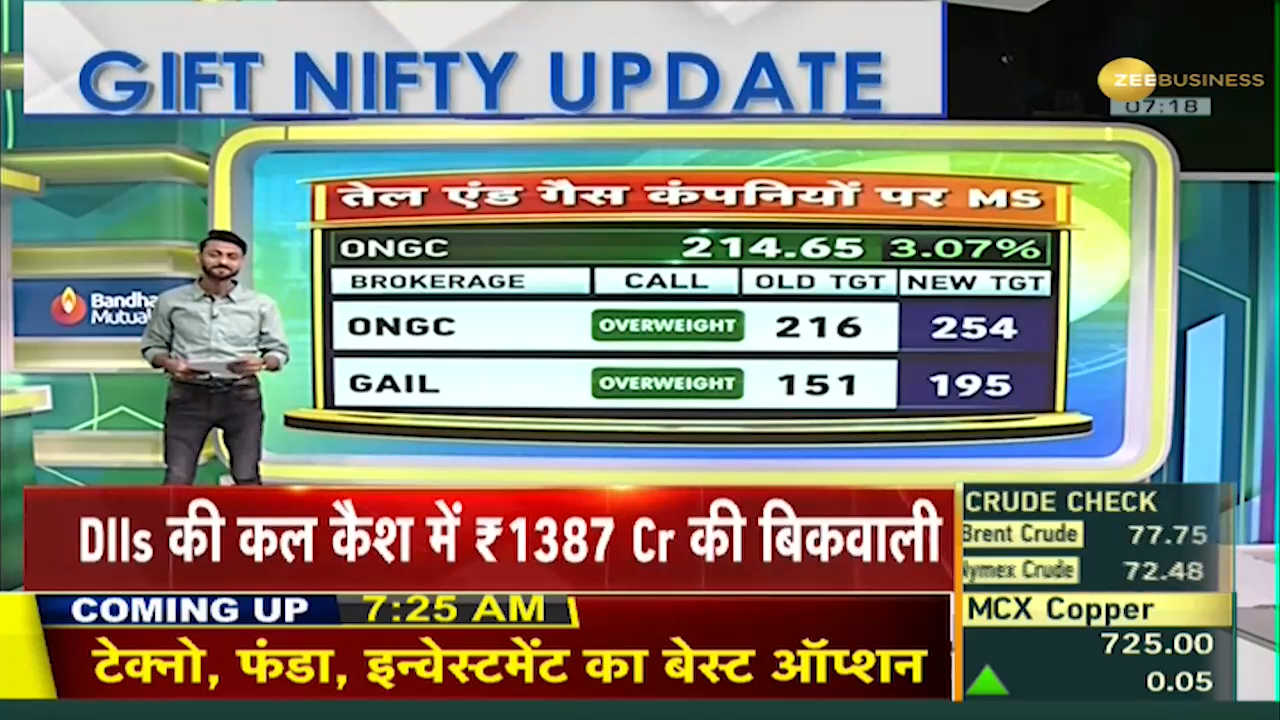 GIFT NIFTY UPDATE
ZEEBUSINESS
07:18
तेल एंड गैस कंपनियों पर MS
ONGC 214.65 3.07%
BROKERAGE CALL OLD TGT NEW TGT
ONGC OVERWEIGHT 216 254
GAIL OVERWEIGHT 151 195
Bandha
Mutual
DIIs की कल कैश में ₹1387 Cr की बिकवाली
COMING UP 7:25 AM
टेक्नो, फंडा, इन्वेस्टमेंट का बेस्ट ऑप्शन
CRUDE CHECK
Brent Crude 77.75
Nymex Crude 72.48
MCX Copper
725.00
0.05